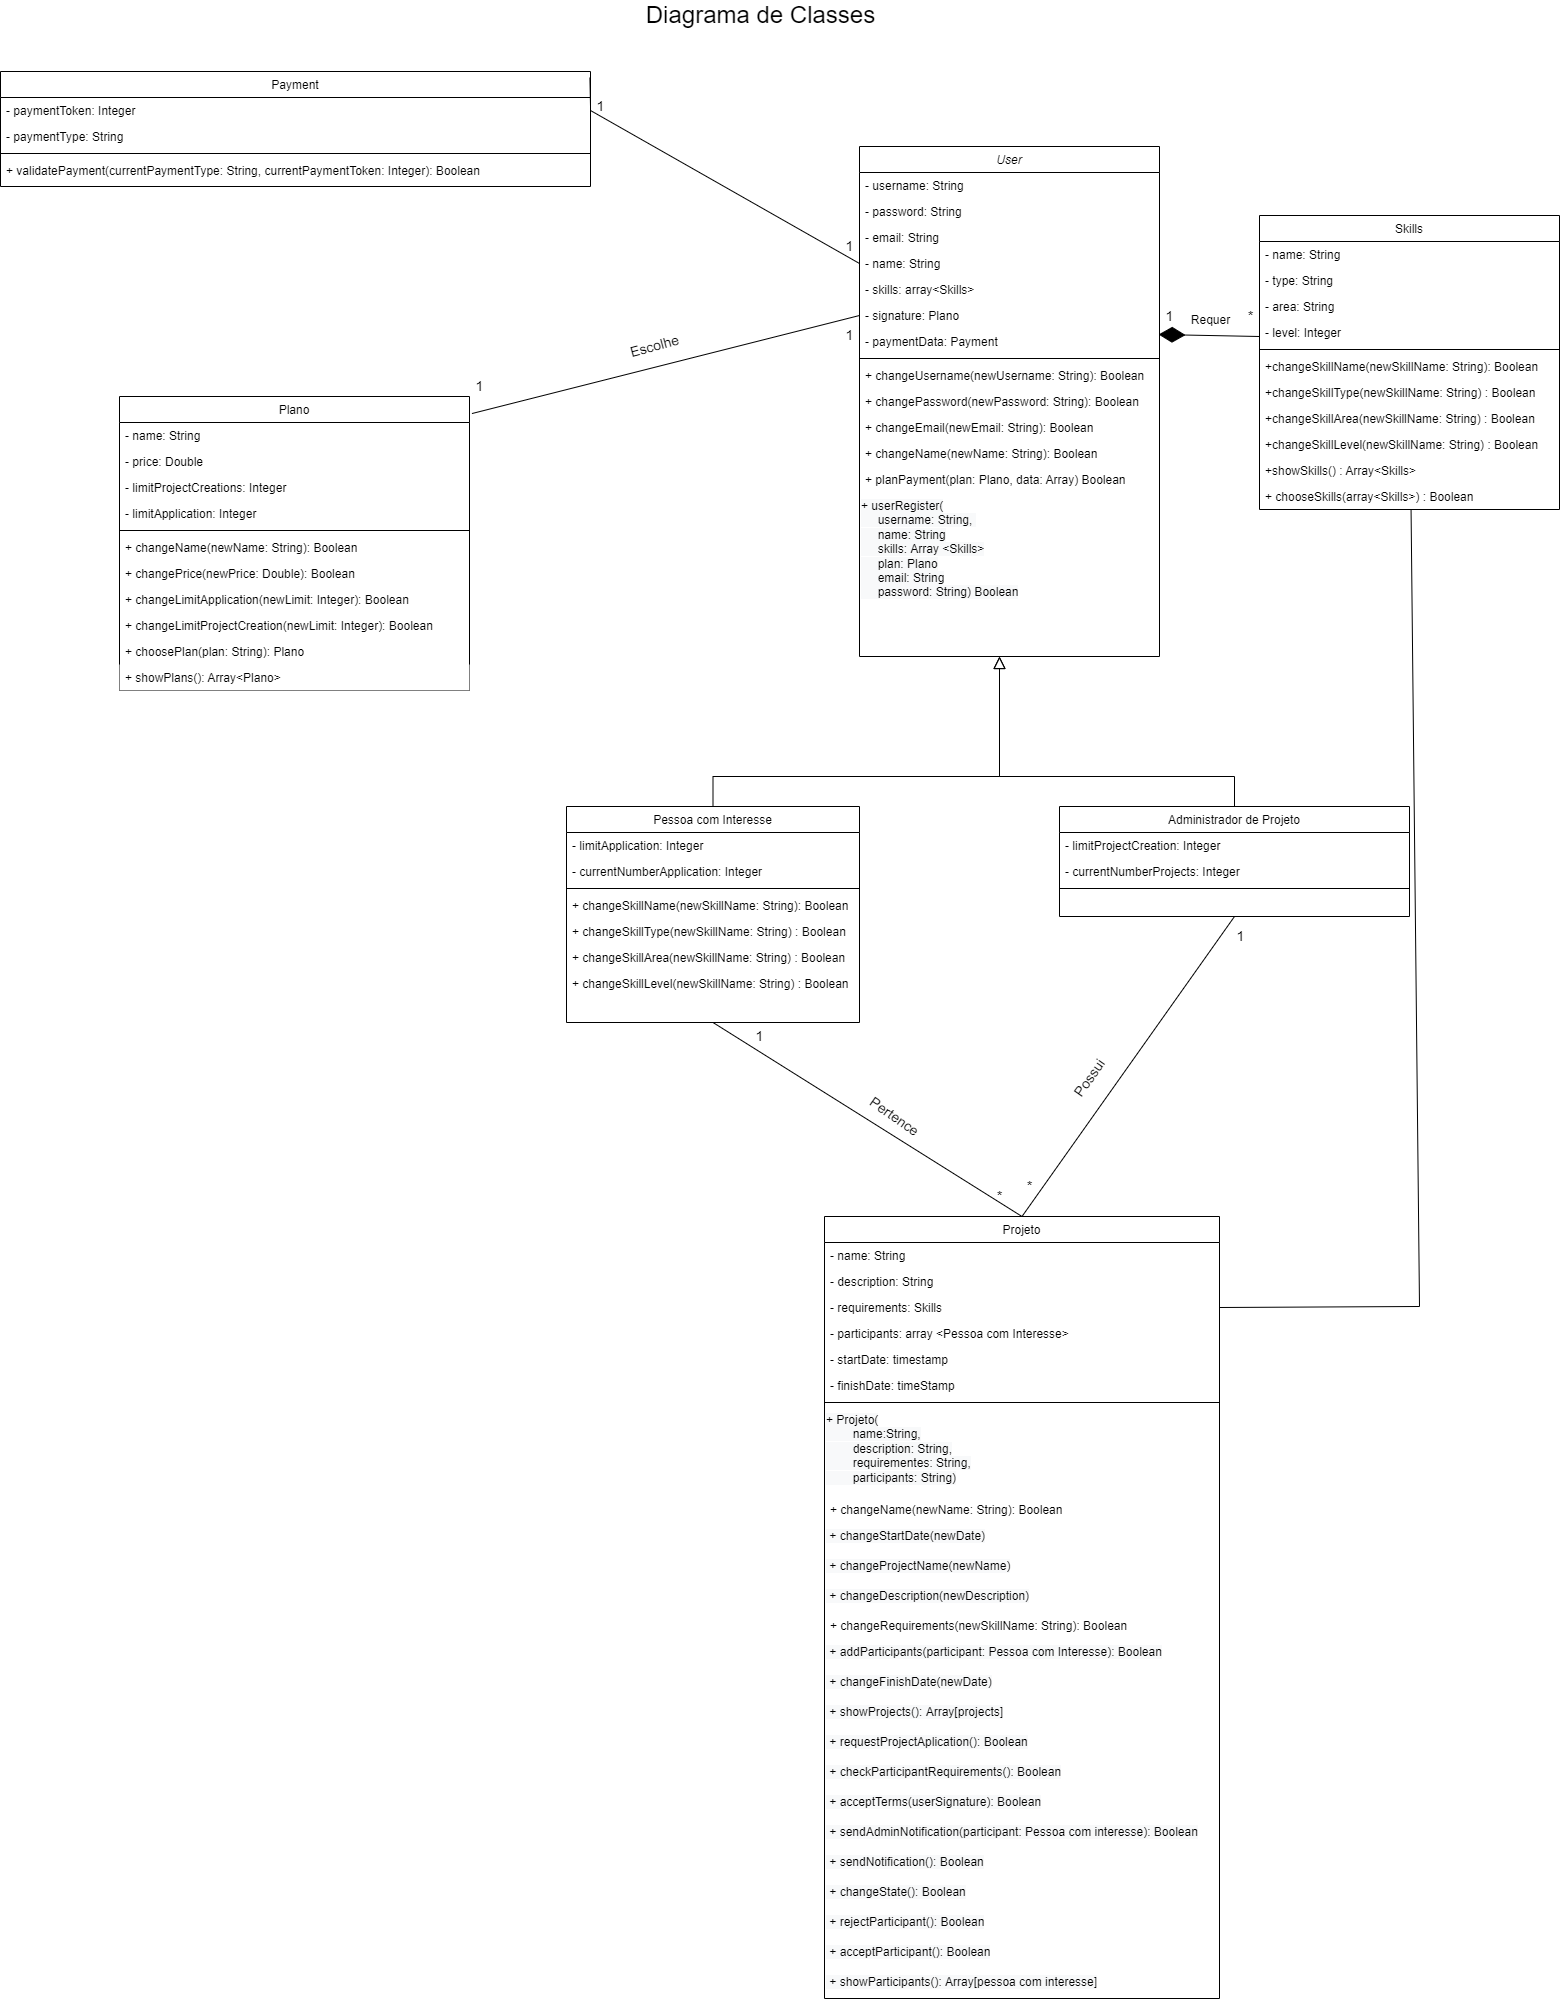 Diagrama de Classes
Payment
- paymentToken: Integer
- paymentType: String
+ validatePayment(currentPaymentType: String, currentPaymentToken: Integer): Boolean
1
1
User
- username: String
- password: String
- email: String
- name: String
- skills: array<Skills>
- signature: Plano
- paymentData: Payment
+ changeUsername(newUsername: String): Boolean
+ changePassword(newPassword: String): Boolean
+ changeEmail(newEmail: String): Boolean
+ changeName(newName: String): Boolean
+ planPayment(plan: Plano, data: Array) Boolean
+ userRegister(
username: String,
name: String
skills: Array <Skills>
plan: Plano
email: String
password: String) Boolean
1
Requer
*
Skills
- name: String
- type: String
- area: String
- level: Integer
+changeSkillName(newSkillName: String): Boolean
+changeSkillType(newSkillName: String) : Boolean
+changeSkillArea(newSkillName: String) : Boolean
+changeSkillLevel(newSkillName: String) : Boolean
+showSkills() : Array<Skills>
+ chooseSkills(array<Skills>) : Boolean
1
Escolhe
1
Plano
- name: String
- price: Double
- limitProjectCreations: Integer
- limitApplication: Integer
+ changeName(newName: String): Boolean
+ changePrice(newPrice: Double): Boolean
+ changeLimitApplication(newLimit: Integer): Boolean
+ changeLimitProjectCreation(newLimit: Integer): Boolean
+ choosePlan(plan: String): Plano
+ showPlans(): Array<Plano>
Pessoa com Interesse
- limitApplication: Integer
- currentNumberApplication: Integer
+ changeSkillName(newSkillName: String): Boolean
+ changeSkillType(newSkillName: String) : Boolean
+ changeSkillArea(newSkillName: String) : Boolean
+ changeSkillLevel(newSkillName: String) : Boolean
Administrador de Projeto
- limitProjectCreation: Integer
- currentNumberProjects: Integer
1
1
Pertence
Possui
*
*
Projeto
- name: String
- description: String
- requirements: Skills
- participants: array <Pessoa com Interesse>
- startDate: timestamp
- finishDate: timeStamp
+ Projeto(
name:String,
description: String,
requirementes: String,
participants: String)
+ changeName(newName: String): Boolean
+ changeStartDate(newDate)
+ changeProjectName(newName)
+ changeDescription(newDescription)
+ changeRequirements(newSkillName: String): Boolean
+ addParticipants(participant: Pessoa com Interesse): Boolean
+ changeFinishDate(newDate)
+ showProjects(): Array[projects]
+ requestProjectAplication(): Boolean
+ checkParticipantRequirements(): Boolean
+ acceptTerms(userSignature): Boolean
+ sendAdminNotification(participant: Pessoa com interesse): Boolean
+ sendNotification(): Boolean
+ changeState(): Boolean
+ rejectParticipant(): Boolean
+ acceptParticipant(): Boolean
+ showParticipants(): Array[pessoa com interesse]